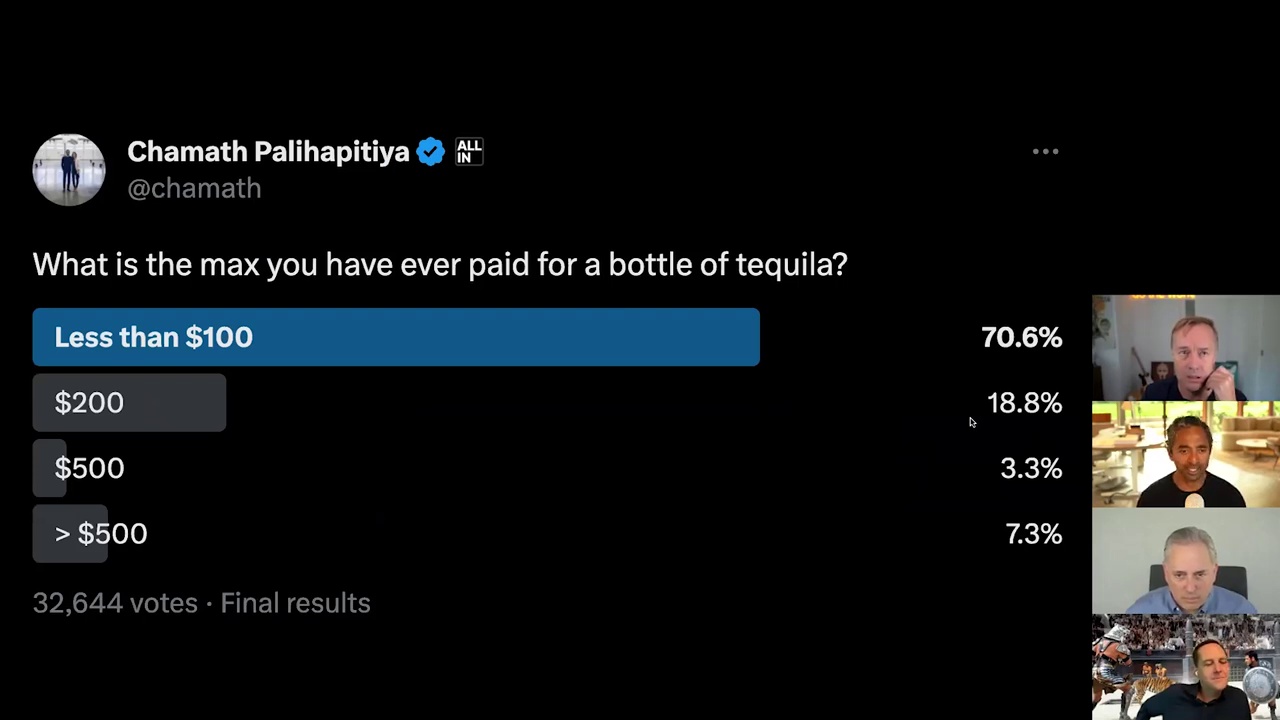 Chamath Palihapitiya ALL IN
@chamath
What is the max you have ever paid for a bottle of tequila?
Less than $100 70.6%
$200 18.8%
$500 3.3%
> $500 7.3%
32,644 votes · Final results